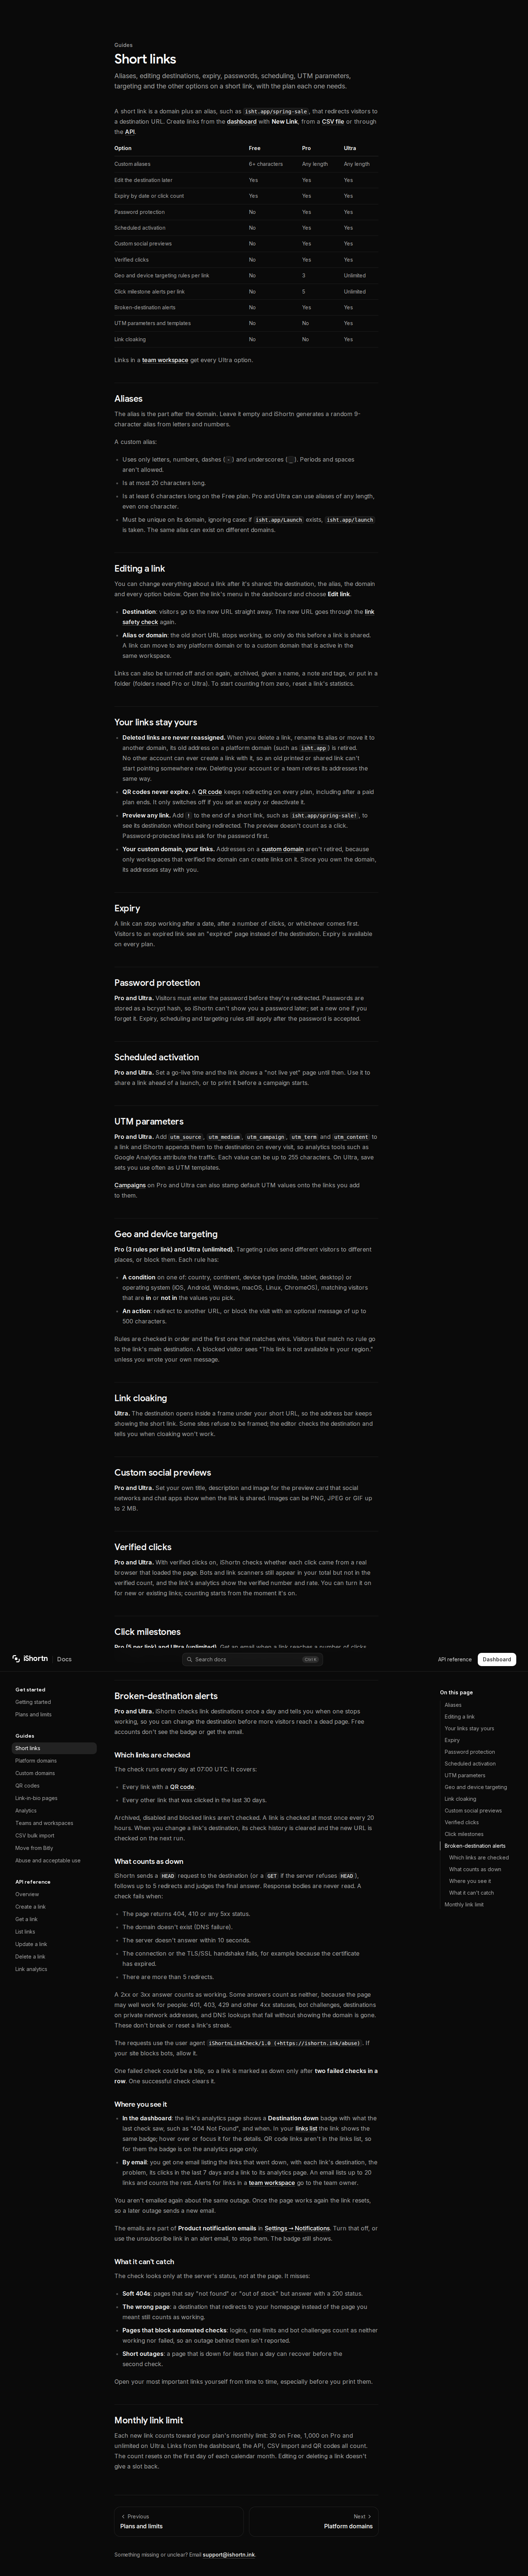 Guides
Short links
Aliases, editing destinations, expiry, passwords, scheduling, UTM parameters,
targeting and the other options on a short link, with the plan each one needs.
A short link is a domain plus an alias, such as isht.app/spring-sale, that redirects visitors to
a destination URL. Create links from the dashboard with New Link, from a CSV file or through
the API.
Option Free Pro Ultra
Custom aliases 6+ characters Any length Any length
Edit the destination later Yes Yes Yes
Expiry by date or click count Yes Yes Yes
Password protection No Yes Yes
Scheduled activation No Yes Yes
Custom social previews No Yes Yes
Verified clicks No Yes Yes
Geo and device targeting rules per link No 3 Unlimited
Click milestone alerts per link No 5 Unlimited
Broken-destination alerts No Yes Yes
UTM parameters and templates No No Yes
Link cloaking No No Yes
Links in a team workspace get every Ultra option.
Aliases
The alias is the part after the domain. Leave it empty and iShortn generates a random 9-
character alias from letters and numbers.
A custom alias:
• Uses only letters, numbers, dashes (-) and underscores (_). Periods and spaces
aren't allowed.
• Is at most 20 characters long.
• Is at least 6 characters long on the Free plan. Pro and Ultra can use aliases of any length,
even one character.
• Must be unique on its domain, ignoring case: if isht.app/Launch exists, isht.app/launch
is taken. The same alias can exist on different domains.
Editing a link
You can change everything about a link after it's shared: the destination, the alias, the domain
and every option below. Open the link's menu in the dashboard and choose Edit link.
• Destination: visitors go to the new URL straight away. The new URL goes through the link
safety check again.
• Alias or domain: the old short URL stops working, so only do this before a link is shared.
A link can move to any platform domain or to a custom domain that is active in the
same workspace.
Links can also be turned off and on again, archived, given a name, a note and tags, or put in a
folder (folders need Pro or Ultra). To start counting from zero, reset a link's statistics.
Your links stay yours
• Deleted links are never reassigned. When you delete a link, rename its alias or move it to
another domain, its old address on a platform domain (such as isht.app) is retired.
No other account can ever create a link with it, so an old printed or shared link can't
start pointing somewhere new. Deleting your account or a team retires its addresses the
same way.
• QR codes never expire. A QR code keeps redirecting on every plan, including after a paid
plan ends. It only switches off if you set an expiry or deactivate it.
• Preview any link. Add ! to the end of a short link, such as isht.app/spring-sale!, to
see its destination without being redirected. The preview doesn't count as a click.
Password-protected links ask for the password first.
• Your custom domain, your links. Addresses on a custom domain aren't retired, because
only workspaces that verified the domain can create links on it. Since you own the domain,
its addresses stay with you.
Expiry
A link can stop working after a date, after a number of clicks, or whichever comes first.
Visitors to an expired link see an "expired" page instead of the destination. Expiry is available
on every plan.
Password protection
Pro and Ultra. Visitors must enter the password before they're redirected. Passwords are
stored as a bcrypt hash, so iShortn can't show you a password later; set a new one if you
forget it. Expiry, scheduling and targeting rules still apply after the password is accepted.
Scheduled activation
Pro and Ultra. Set a go-live time and the link shows a "not live yet" page until then. Use it to
share a link ahead of a launch, or to print it before a campaign starts.
UTM parameters
Pro and Ultra. Add utm_source, utm_medium, utm_campaign, utm_term and utm_content to
a link and iShortn appends them to the destination on every visit, so analytics tools such as
Google Analytics attribute the traffic. Each value can be up to 255 characters. On Ultra, save
sets you use often as UTM templates.
Campaigns on Pro and Ultra can also stamp default UTM values onto the links you add
to them.
Geo and device targeting
Pro (3 rules per link) and Ultra (unlimited). Targeting rules send different visitors to different
places, or block them. Each rule has:
• A condition on one of: country, continent, device type (mobile, tablet, desktop) or
operating system (iOS, Android, Windows, macOS, Linux, ChromeOS), matching visitors
that are in or not in the values you pick.
• An action: redirect to another URL, or block the visit with an optional message of up to
500 characters.
Rules are checked in order and the first one that matches wins. Visitors that match no rule go
to the link's main destination. A blocked visitor sees "This link is not available in your region."
unless you wrote your own message.
Link cloaking
Ultra. The destination opens inside a frame under your short URL, so the address bar keeps
showing the short link. Some sites refuse to be framed; the editor checks the destination and
tells you when cloaking won't work.
Custom social previews
Pro and Ultra. Set your own title, description and image for the preview card that social
networks and chat apps show when the link is shared. Images can be PNG, JPEG or GIF up
to 2 MB.
Verified clicks
Pro and Ultra. With verified clicks on, iShortn checks whether each click came from a real
browser that loaded the page. Bots and link scanners still appear in your total but not in the
verified count, and the link's analytics show the verified number and rate. You can turn it on
for new or existing links; counting starts from the moment it's on.
Click milestones
Pro (5 per link) and Ultra (unlimited). Get an email when a link reaches a number of clicks
iShortn Docs Search docs Ctrl K API reference Dashboard
Get started
Getting started
Plans and limits
Guides
Short links
Platform domains
Custom domains
QR codes
Link-in-bio pages
Analytics
Teams and workspaces
CSV bulk import
Move from Bitly
Abuse and acceptable use
API reference
Overview
Create a link
Get a link
List links
Update a link
Delete a link
Link analytics
Broken-destination alerts
Pro and Ultra. iShortn checks link destinations once a day and tells you when one stops
working, so you can change the destination before more visitors reach a dead page. Free
accounts don't see the badge or get the email.
Which links are checked
The check runs every day at 07:00 UTC. It covers:
• Every link with a QR code.
• Every other link that was clicked in the last 30 days.
Archived, disabled and blocked links aren't checked. A link is checked at most once every 20
hours. When you change a link's destination, its check history is cleared and the new URL is
checked on the next run.
What counts as down
iShortn sends a HEAD request to the destination (or a GET if the server refuses HEAD),
follows up to 5 redirects and judges the final answer. Response bodies are never read. A
check fails when:
• The page returns 404, 410 or any 5xx status.
• The domain doesn't exist (DNS failure).
• The server doesn't answer within 10 seconds.
• The connection or the TLS/SSL handshake fails, for example because the certificate
has expired.
• There are more than 5 redirects.
A 2xx or 3xx answer counts as working. Some answers count as neither, because the page
may well work for people: 401, 403, 429 and other 4xx statuses, bot challenges, destinations
on private network addresses, and DNS lookups that fail without showing the domain is gone.
These don't break or reset a link's streak.
The requests use the user agent iShortnLinkCheck/1.0 (+https://ishortn.ink/abuse). If
your site blocks bots, allow it.
One failed check could be a blip, so a link is marked as down only after two failed checks in a
row. One successful check clears it.
Where you see it
• In the dashboard: the link's analytics page shows a Destination down badge with what the
last check saw, such as "404 Not Found", and when. In your links list the link shows the
same badge; hover over or focus it for the details. QR code links aren't in the links list, so
for them the badge is on the analytics page only.
• By email: you get one email listing the links that went down, with each link's destination, the
problem, its clicks in the last 7 days and a link to its analytics page. An email lists up to 20
links and counts the rest. Alerts for links in a team workspace go to the team owner.
You aren't emailed again about the same outage. Once the page works again the link resets,
so a later outage sends a new email.
The emails are part of Product notification emails in Settings → Notifications. Turn that off, or
use the unsubscribe link in an alert email, to stop them. The badge still shows.
What it can't catch
The check looks only at the server's status, not at the page. It misses:
• Soft 404s: pages that say "not found" or "out of stock" but answer with a 200 status.
• The wrong page: a destination that redirects to your homepage instead of the page you
meant still counts as working.
• Pages that block automated checks: logins, rate limits and bot challenges count as neither
working nor failed, so an outage behind them isn't reported.
• Short outages: a page that is down for less than a day can recover before the
second check.
Open your most important links yourself from time to time, especially before you print them.
Monthly link limit
Each new link counts toward your plan's monthly limit: 30 on Free, 1,000 on Pro and
unlimited on Ultra. Links from the dashboard, the API, CSV import and QR codes all count.
The count resets on the first day of each calendar month. Editing or deleting a link doesn't
give a slot back.
Previous
Plans and limits
Next
Platform domains
Something missing or unclear? Email support@ishortn.ink.
On this page
Aliases
Editing a link
Your links stay yours
Expiry
Password protection
Scheduled activation
UTM parameters
Geo and device targeting
Link cloaking
Custom social previews
Verified clicks
Click milestones
Broken-destination alerts
Which links are checked
What counts as down
Where you see it
What it can't catch
Monthly link limit